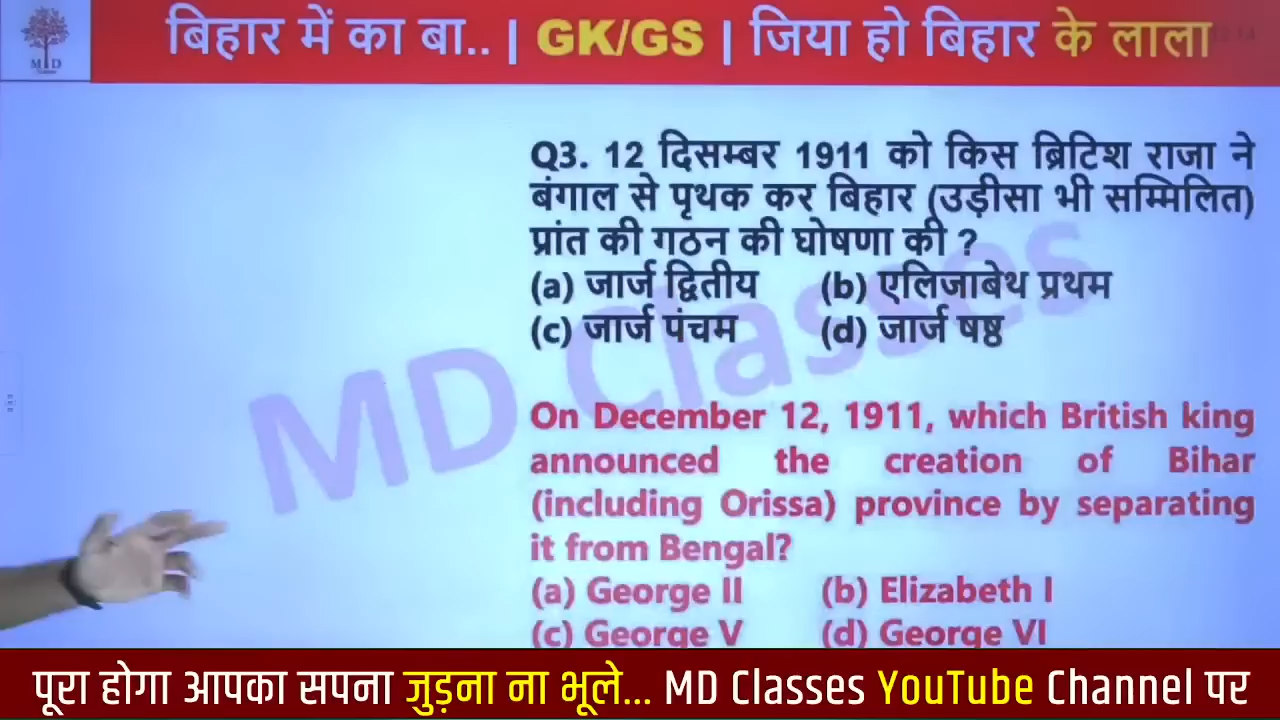 बिहार में का बा.. | GK/GS | जिया हो बिहार के लाला
MD
Q3. 12 दिसम्बर 1911 को किस ब्रिटिश राजा ने
बंगाल से पृथक कर बिहार (उड़ीसा भी सम्मिलित)
प्रांत की गठन की घोषणा की ?
(a) जार्ज द्वितीय (b) एलिजाबेथ प्रथम
(c) जार्ज पंचम (d) जार्ज षष्ठ
MD Classes
On December 12, 1911, which British king
announced the creation of Bihar
(including Orissa) province by separating
it from Bengal?
(a) George II (b) Elizabeth I
(c) George V (d) George VI
पूरा होगा आपका सपना जुड़ना ना भूले... MD Classes YouTube Channel पर